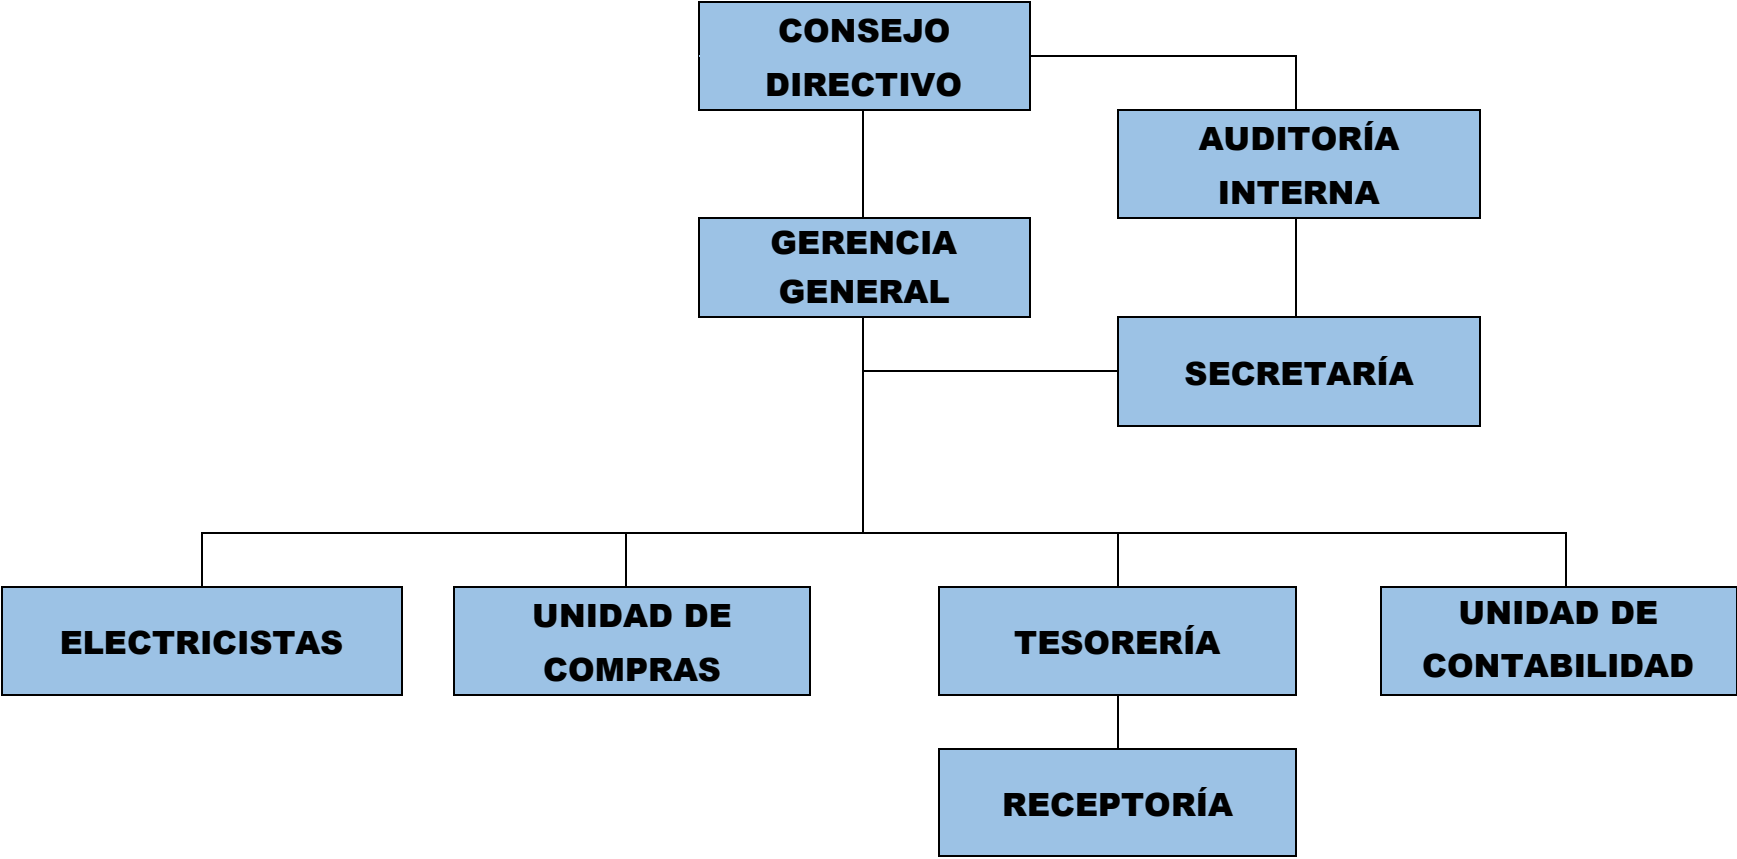 CONSEJO
DIRECTIVO
AUDITORÍA
INTERNA
GERENCIA
GENERAL
SECRETARÍA
ELECTRICISTAS
UNIDAD DE
COMPRAS
TESORERÍA
UNIDAD DE
CONTABILIDAD
RECEPTORÍA